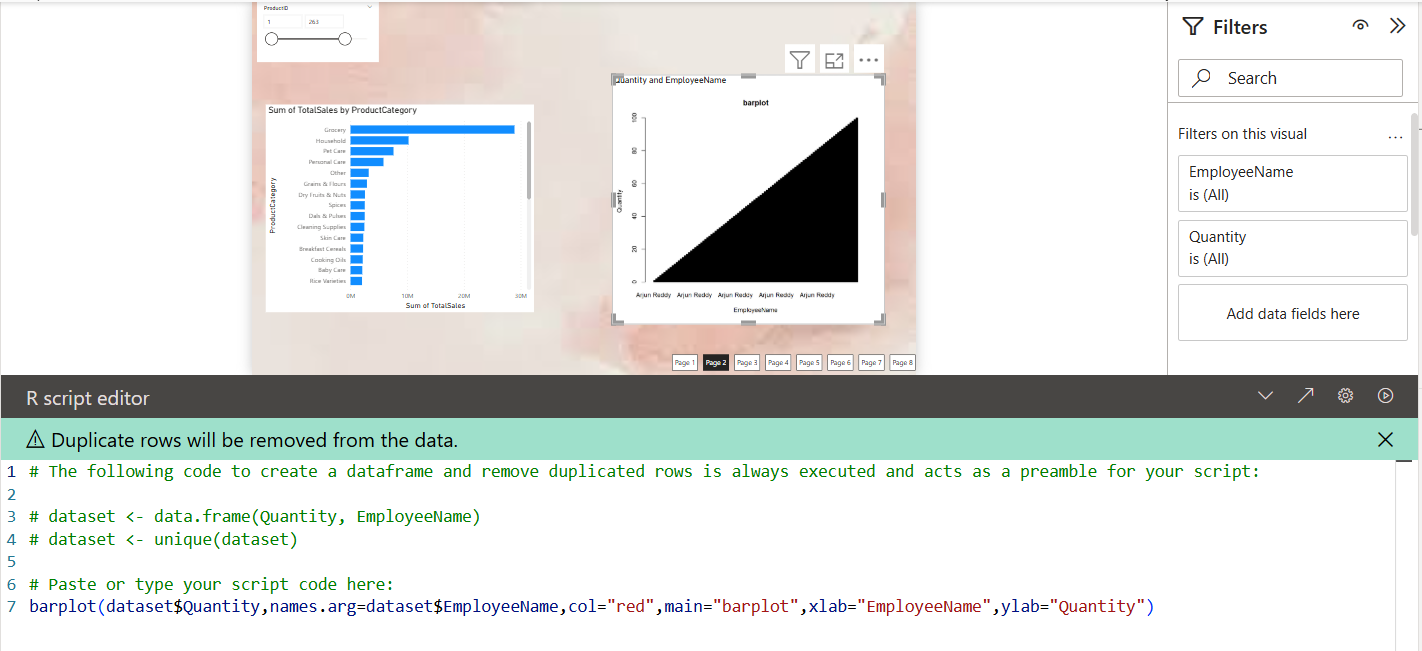 ProductID
1 263
Sum of TotalSales by ProductCategory
ProductCategory
Grocery
Household
Pet Care
Personal Care
Other
Grains & Flours
Dry Fruits & Nuts
Spices
Dals & Pulses
Cleaning Supplies
Skin Care
Breakfast Cereals
Cooking Oils
Baby Care
Rice Varieties
0M 10M 20M 30M
Sum of TotalSales
Quantity and EmployeeName
barplot
Quantity
100
80
60
40
20
0
Arjun Reddy Arjun Reddy Arjun Reddy Arjun Reddy Arjun Reddy
EmployeeName
Page 1 Page 2 Page 3 Page 4 Page 5 Page 6 Page 7 Page 8
Filters
Search
Filters on this visual
EmployeeName
is (All)
Quantity
is (All)
Add data fields here
R script editor
Duplicate rows will be removed from the data.
1 # The following code to create a dataframe and remove duplicated rows is always executed and acts as a preamble for your script:
2
3 # dataset <- data.frame(Quantity, EmployeeName)
4 # dataset <- unique(dataset)
5
6 # Paste or type your script code here:
7 barplot(dataset$Quantity,names.arg=dataset$EmployeeName,col="red",main="barplot",xlab="EmployeeName",ylab="Quantity")